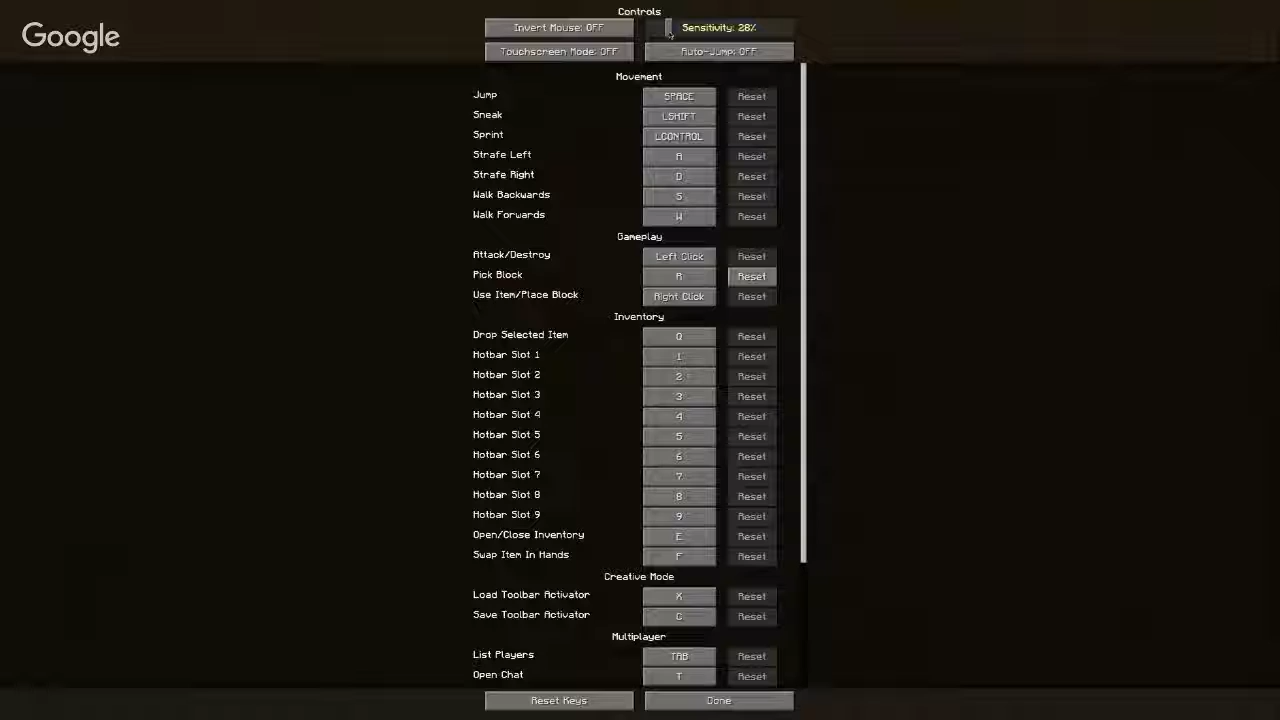 Google
Controls
Invert Mouse: OFF Sensitivity: 28%
Touchscreen Mode: OFF Auto-Jump: OFF
Movement
Jump SPACE Reset
Sneak LSHIFT Reset
Sprint LCONTROL Reset
Strafe Left A Reset
Strafe Right D Reset
Walk Backwards S Reset
Walk Forwards W Reset
Gameplay
Attack/Destroy Left Click Reset
Pick Block R Reset
Use Item/Place Block Right Click Reset
Inventory
Drop Selected Item Q Reset
Hotbar Slot 1 1 Reset
Hotbar Slot 2 2 Reset
Hotbar Slot 3 3 Reset
Hotbar Slot 4 4 Reset
Hotbar Slot 5 5 Reset
Hotbar Slot 6 6 Reset
Hotbar Slot 7 7 Reset
Hotbar Slot 8 8 Reset
Hotbar Slot 9 9 Reset
Open/Close Inventory E Reset
Swap Item In Hands F Reset
Creative Mode
Load Toolbar Activator X Reset
Save Toolbar Activator C Reset
Multiplayer
List Players TAB Reset
Open Chat T Reset
Reset Keys Done